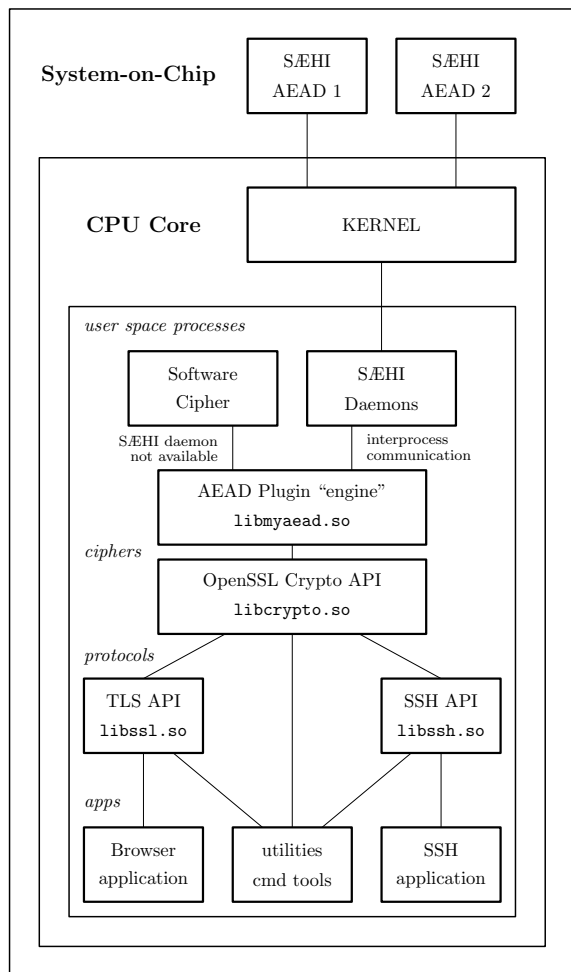 System-on-Chip
SÆHI
AEAD 1
SÆHI
AEAD 2
CPU Core
KERNEL
user space processes
Software
Cipher
SÆHI
Daemons
SÆHI daemon
not available
interprocess
communication
AEAD Plugin “engine”
libmyaead.so
ciphers
OpenSSL Crypto API
libcrypto.so
protocols
TLS API
libssl.so
SSH API
libssh.so
apps
Browser
application
utilities
cmd tools
SSH
application